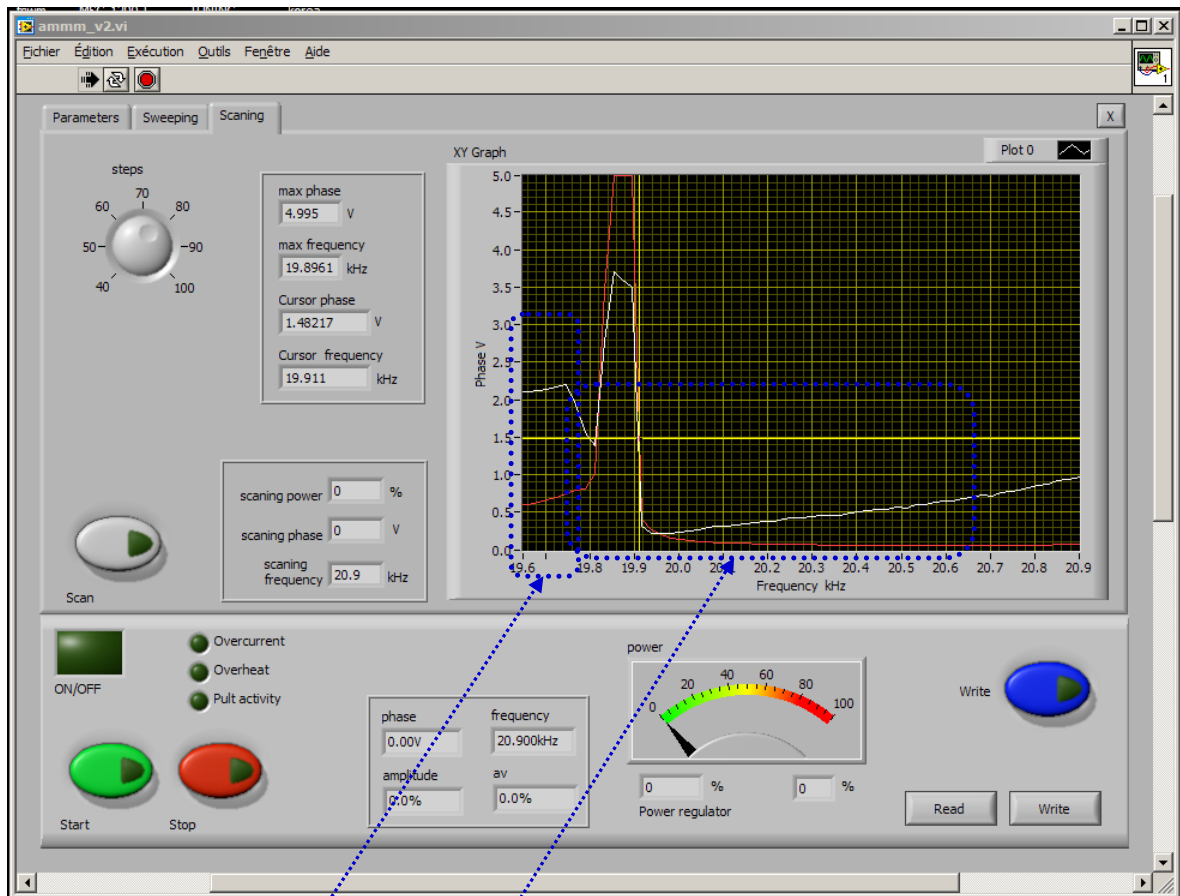 MSG-1200-1 TUNING korea
ammm_v2.vi
Fichier Édition Exécution Outils Fenêtre Aide
1
Parameters Sweeping Scaning X
steps
40 50 60 70 80 90 100
max phase
4.995 V
max frequency
19.8961 kHz
Cursor phase
1.48217 V
Cursor frequency
19.911 kHz
XY Graph
Plot 0
Phase V
5.0
4.5
4.0
3.5
3.0
2.5
2.0
1.5
1.0
0.5
0.0
19.6 19.8 19.9 20.0 20.1 20.2 20.3 20.4 20.5 20.6 20.7 20.8 20.9
Frequency kHz
scaning power 0 %
scaning phase 0 V
scaning
frequency 20.9 kHz
Scan
ON/OFF
Overcurrent
Overheat
Pult activity
Start Stop
phase frequency
0.00V 20.900kHz
amplitude av
0.0% 0.0%
power
0 20 40 60 80 100
0 % 0 %
Power regulator
Write
Read Write